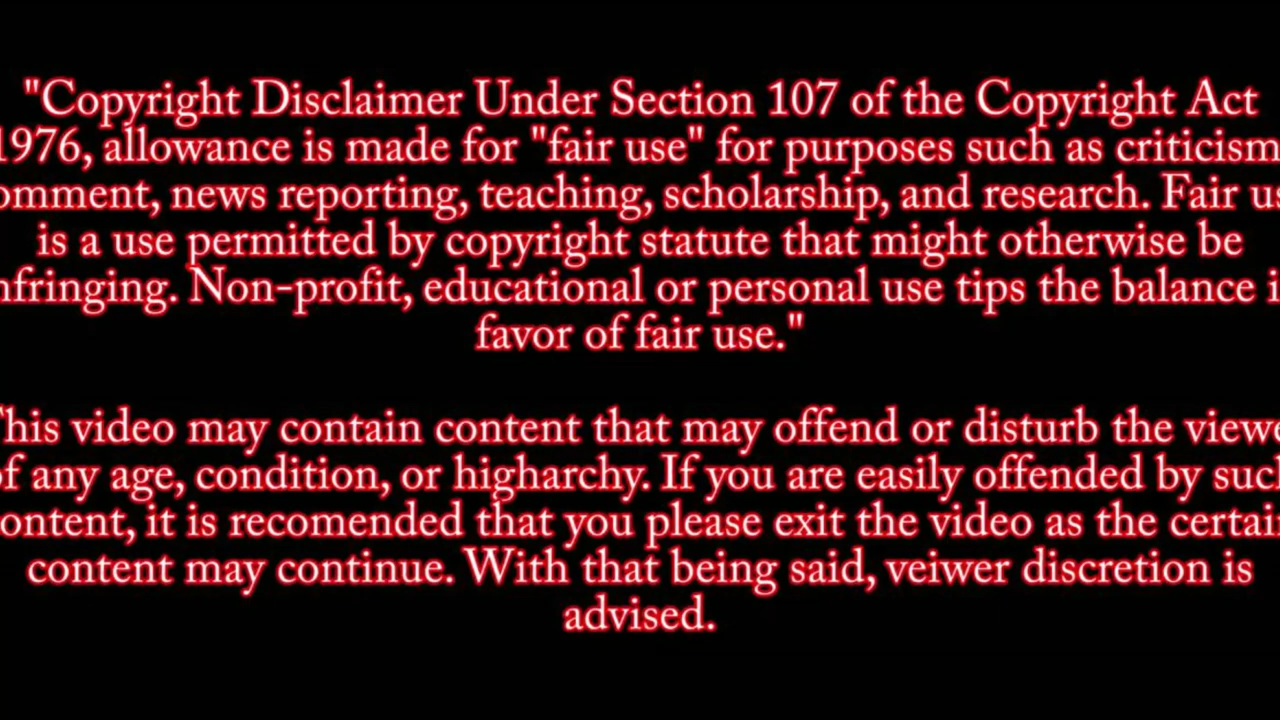 "Copyright Disclaimer Under Section 107 of the Copyright Act
1976, allowance is made for "fair use" for purposes such as criticism
omment, news reporting, teaching, scholarship, and research. Fair us
is a use permitted by copyright statute that might otherwise be
nfringing. Non-profit, educational or personal use tips the balance i
favor of fair use."
This video may contain content that may offend or disturb the viewe
of any age, condition, or higharchy. If you are easily offended by such
ontent, it is recomended that you please exit the video as the certain
content may continue. With that being said, veiwer discretion is
advised.